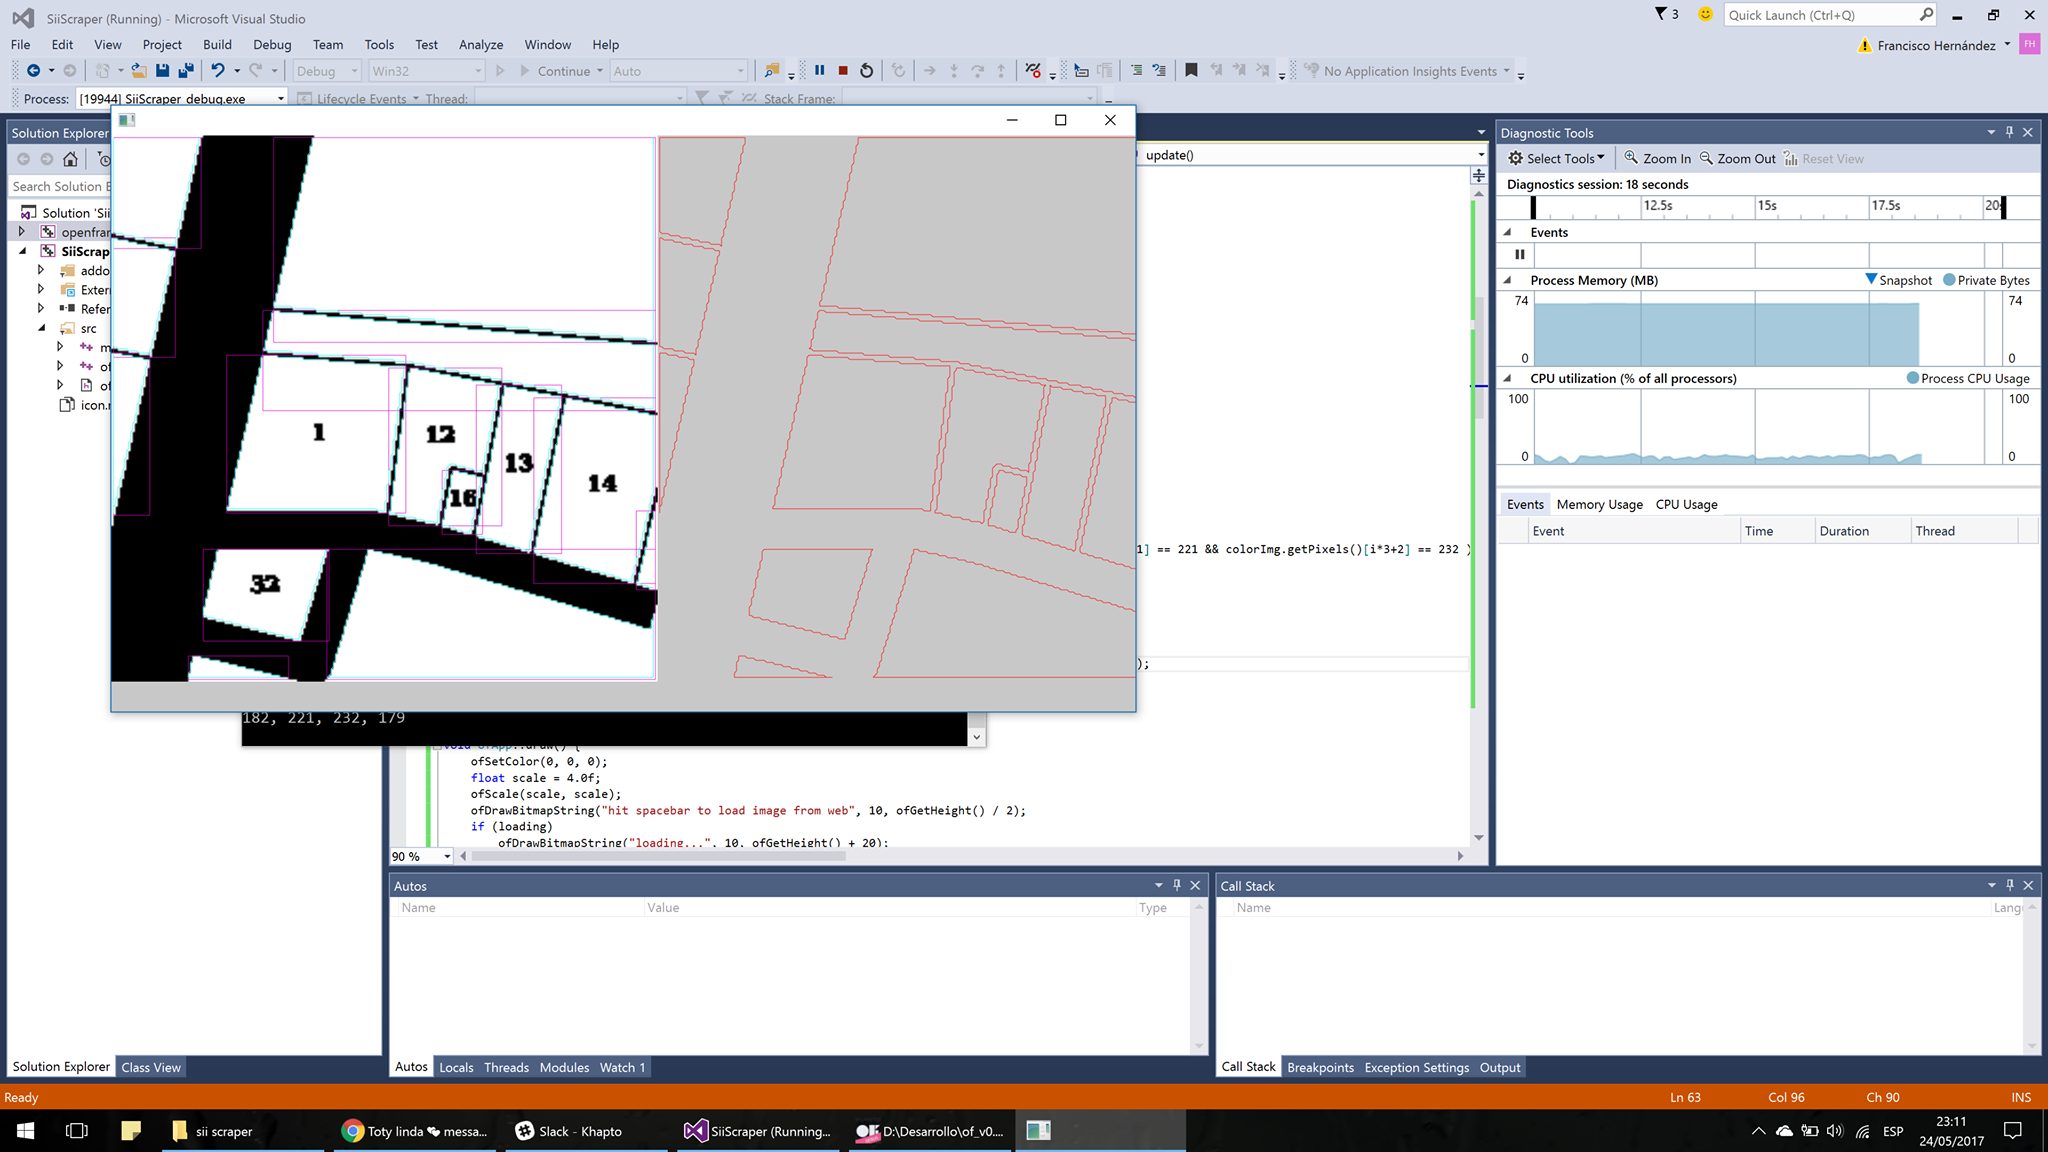 SiiScraper (Running) - Microsoft Visual Studio
3
Quick Launch (Ctrl+Q)
File Edit View Project Build Debug Team Tools Test Analyze Window Help
Francisco Hernández
FH
Debug Win32 Continue Auto No Application Insights Events
Process: [19944] SiiScraper_debug.exe Lifecycle Events Thread: Stack Frame:
Solution Explorer
Search Solution E
Solution 'Sii
openfra
SiiScrap
addo
Exter
Refer
src
m
of
of
icon.r
1
12
13
14
16
32
182, 221, 232, 179
update()
1] == 221 && colorImg.getPixels()[i*3+2] == 232 )
);
void ofApp::draw() {
ofSetColor(0, 0, 0);
float scale = 4.0f;
ofScale(scale, scale);
ofDrawBitmapString("hit spacebar to load image from web", 10, ofGetHeight() / 2);
if (loading)
ofDrawBitmapString("loading...", 10, ofGetHeight() + 20);
90 %
Diagnostic Tools
Select Tools Zoom In Zoom Out Reset View
Diagnostics session: 18 seconds
12.5s 15s 17.5s 20s
Events
Process Memory (MB) Snapshot Private Bytes
74 74
0 0
CPU utilization (% of all processors) Process CPU Usage
100 100
0 0
Events Memory Usage CPU Usage
Event Time Duration Thread
Autos
Name Value Type
Call Stack
Name Langu
Solution Explorer Class View
Autos Locals Threads Modules Watch 1
Call Stack Breakpoints Exception Settings Output
Ready Ln 63 Col 96 Ch 90 INS
sii scraper
Toty linda ❤ messa...
Slack - Khapto
SiiScraper (Running...
D:\Desarrollo\of_v0....
ESP
23:11
24/05/2017